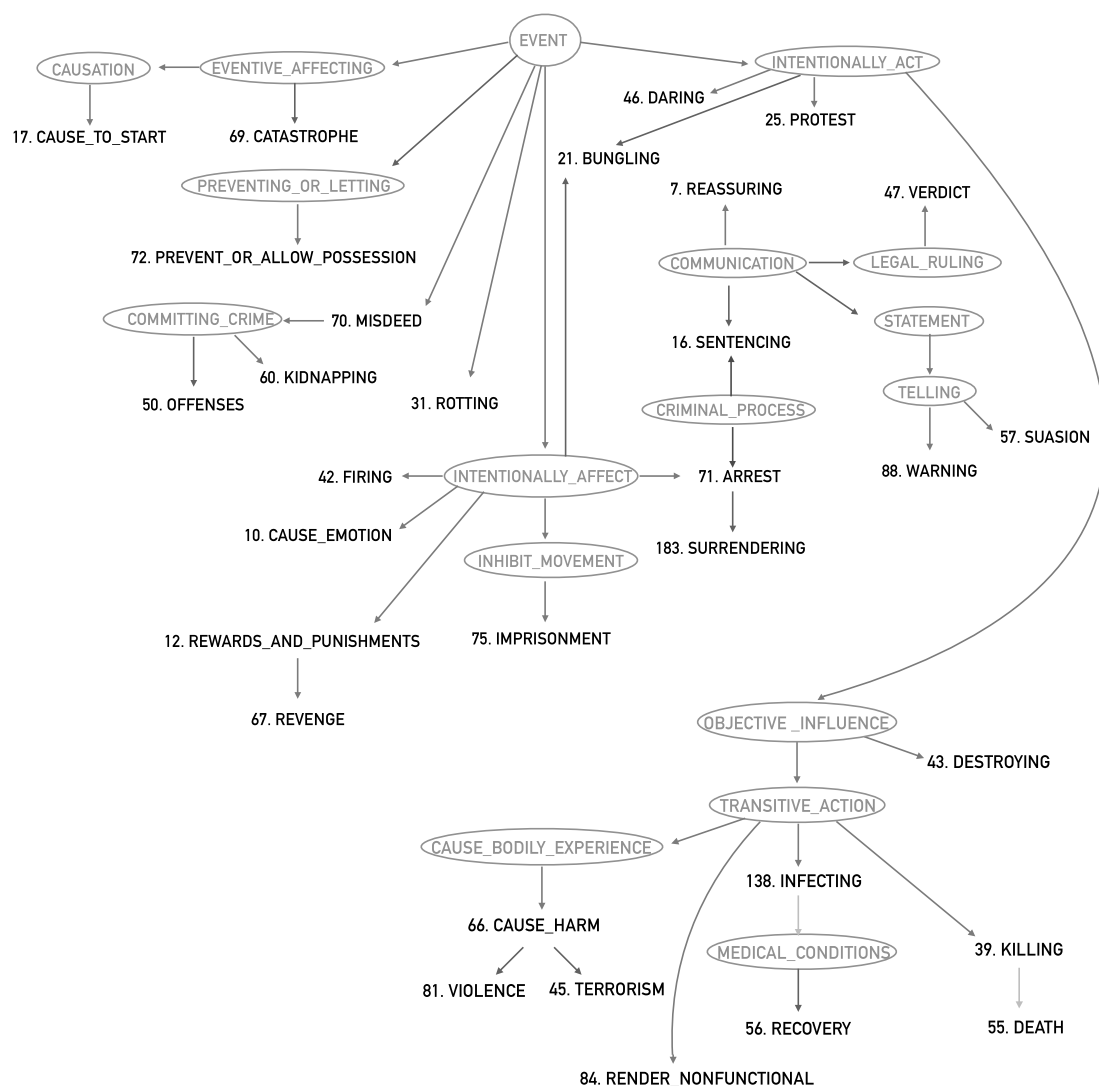 EVENT
CAUSATION
EVENTIVE_AFFECTING
INTENTIONALLY_ACT
46. DARING
25. PROTEST
17. CAUSE_TO_START
69. CATASTROPHE
21. BUNGLING
PREVENTING_OR_LETTING
7. REASSURING
47. VERDICT
72. PREVENT_OR_ALLOW_POSSESSION
COMMUNICATION
LEGAL_RULING
COMMITTING_CRIME
70. MISDEED
STATEMENT
16. SENTENCING
60. KIDNAPPING
TELLING
50. OFFENSES
31. ROTTING
CRIMINAL_PROCESS
57. SUASION
42. FIRING
INTENTIONALLY_AFFECT
71. ARREST
88. WARNING
10. CAUSE_EMOTION
183. SURRENDERING
INHIBIT_MOVEMENT
12. REWARDS_AND_PUNISHMENTS
75. IMPRISONMENT
67. REVENGE
OBJECTIVE_INFLUENCE
43. DESTROYING
TRANSITIVE_ACTION
CAUSE_BODILY_EXPERIENCE
138. INFECTING
66. CAUSE_HARM
MEDICAL_CONDITIONS
39. KILLING
81. VIOLENCE
45. TERRORISM
56. RECOVERY
55. DEATH
84. RENDER_NONFUNCTIONAL